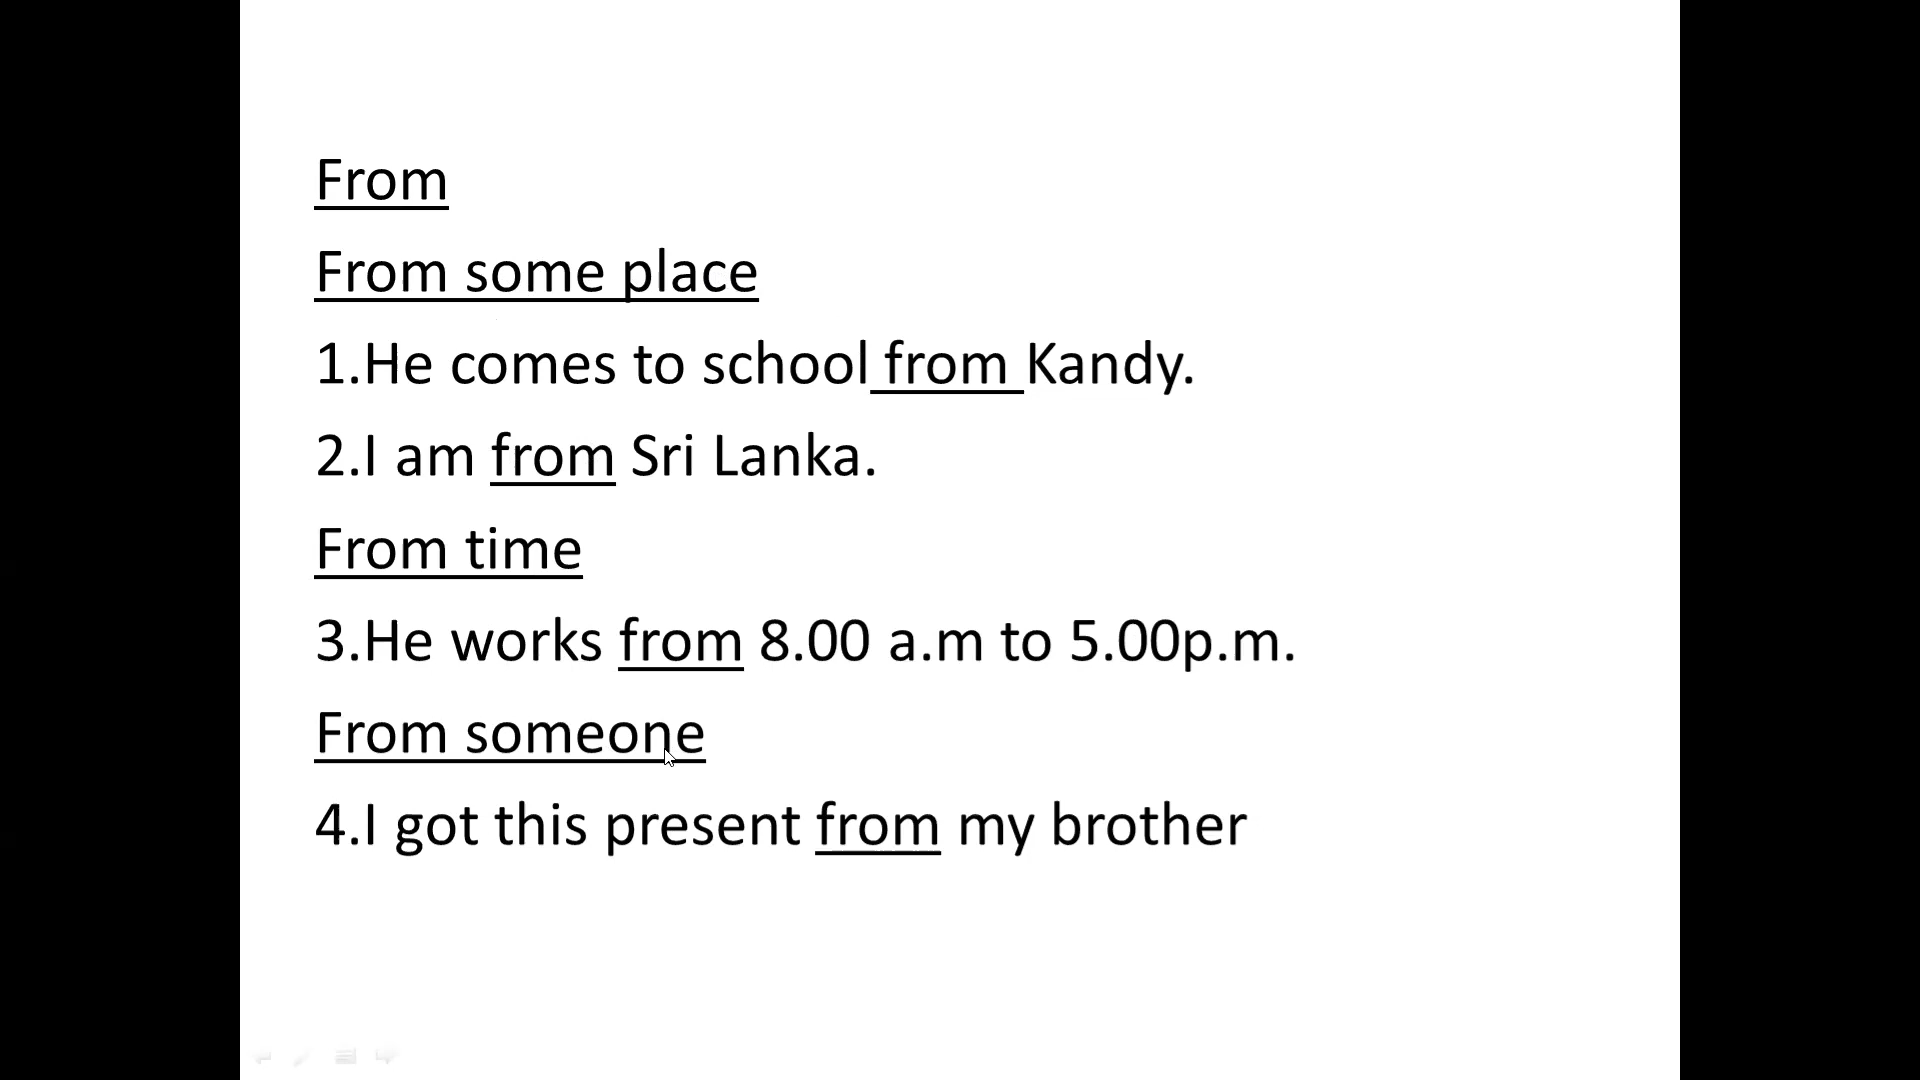 From
From some place
1.He comes to school from Kandy.
2.I am from Sri Lanka.
From time
3.He works from 8.00 a.m to 5.00p.m.
From someone
4.I got this present from my brother